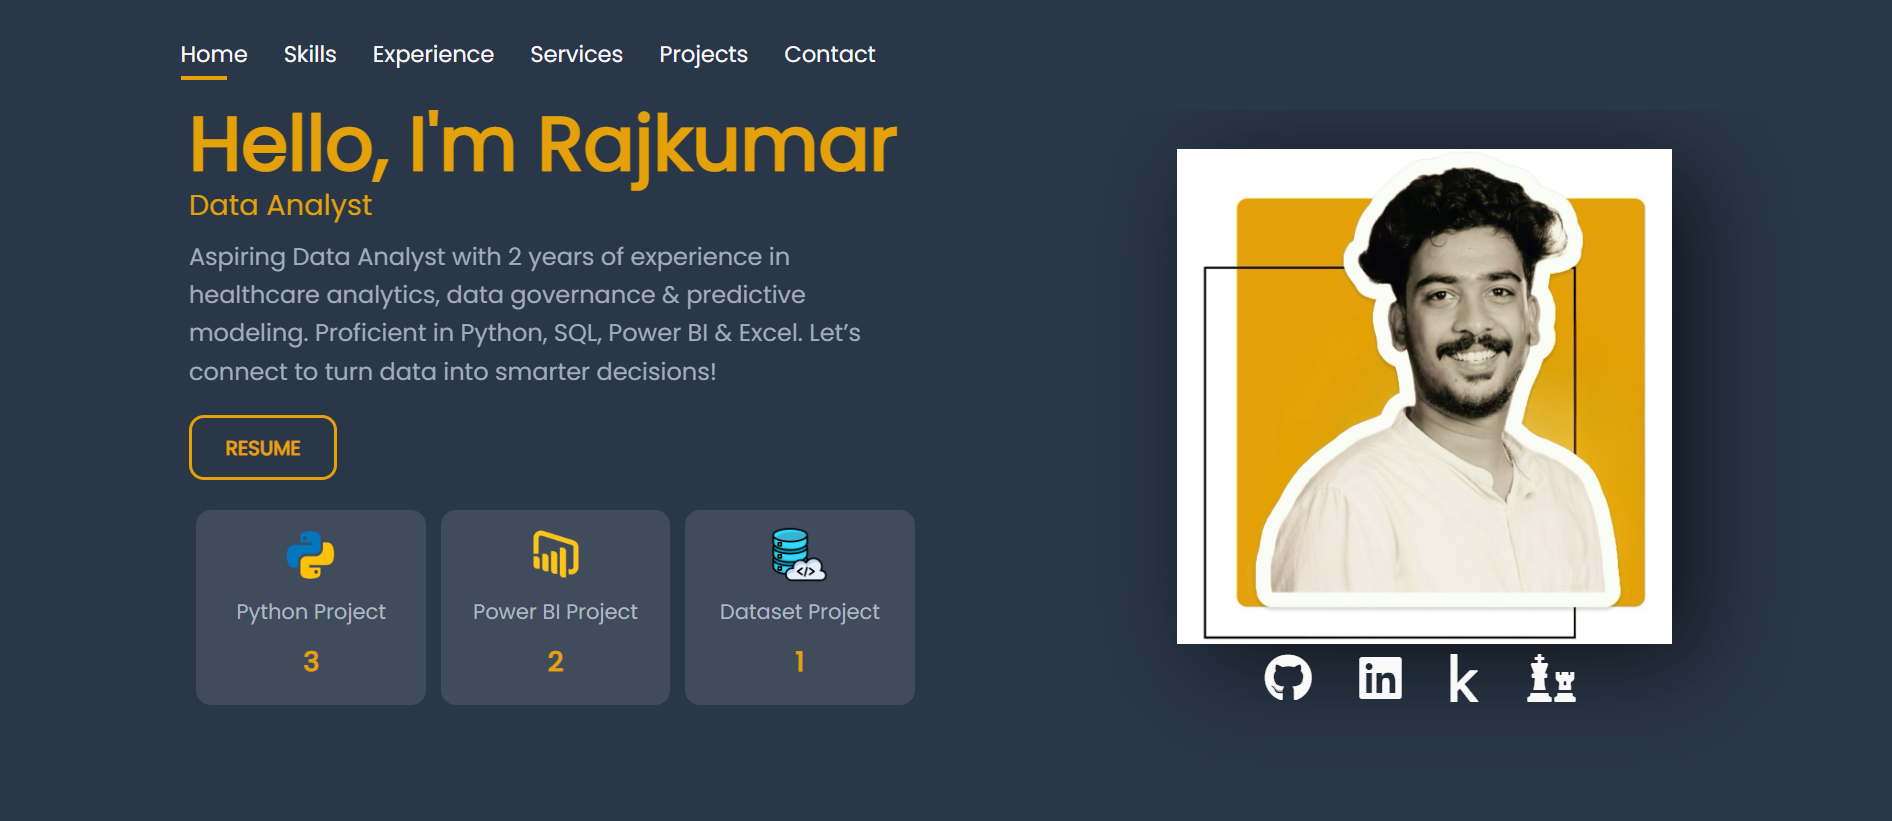 Home Skills Experience Services Projects Contact
Hello, I'm Rajkumar
Data Analyst
Aspiring Data Analyst with 2 years of experience in
healthcare analytics, data governance & predictive
modeling. Proficient in Python, SQL, Power BI & Excel. Let’s
connect to turn data into smarter decisions!
RESUME
Python Project
3
Power BI Project
2
Dataset Project
1